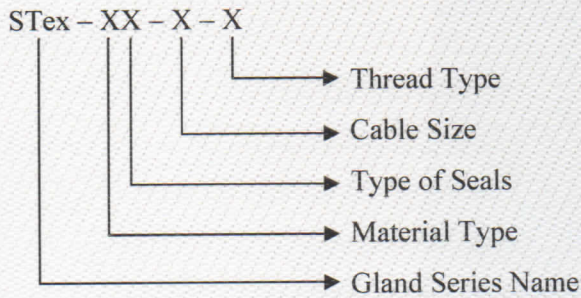 STex – XX – X – X
Thread Type
Cable Size
Type of Seals
Material Type
Gland Series Name